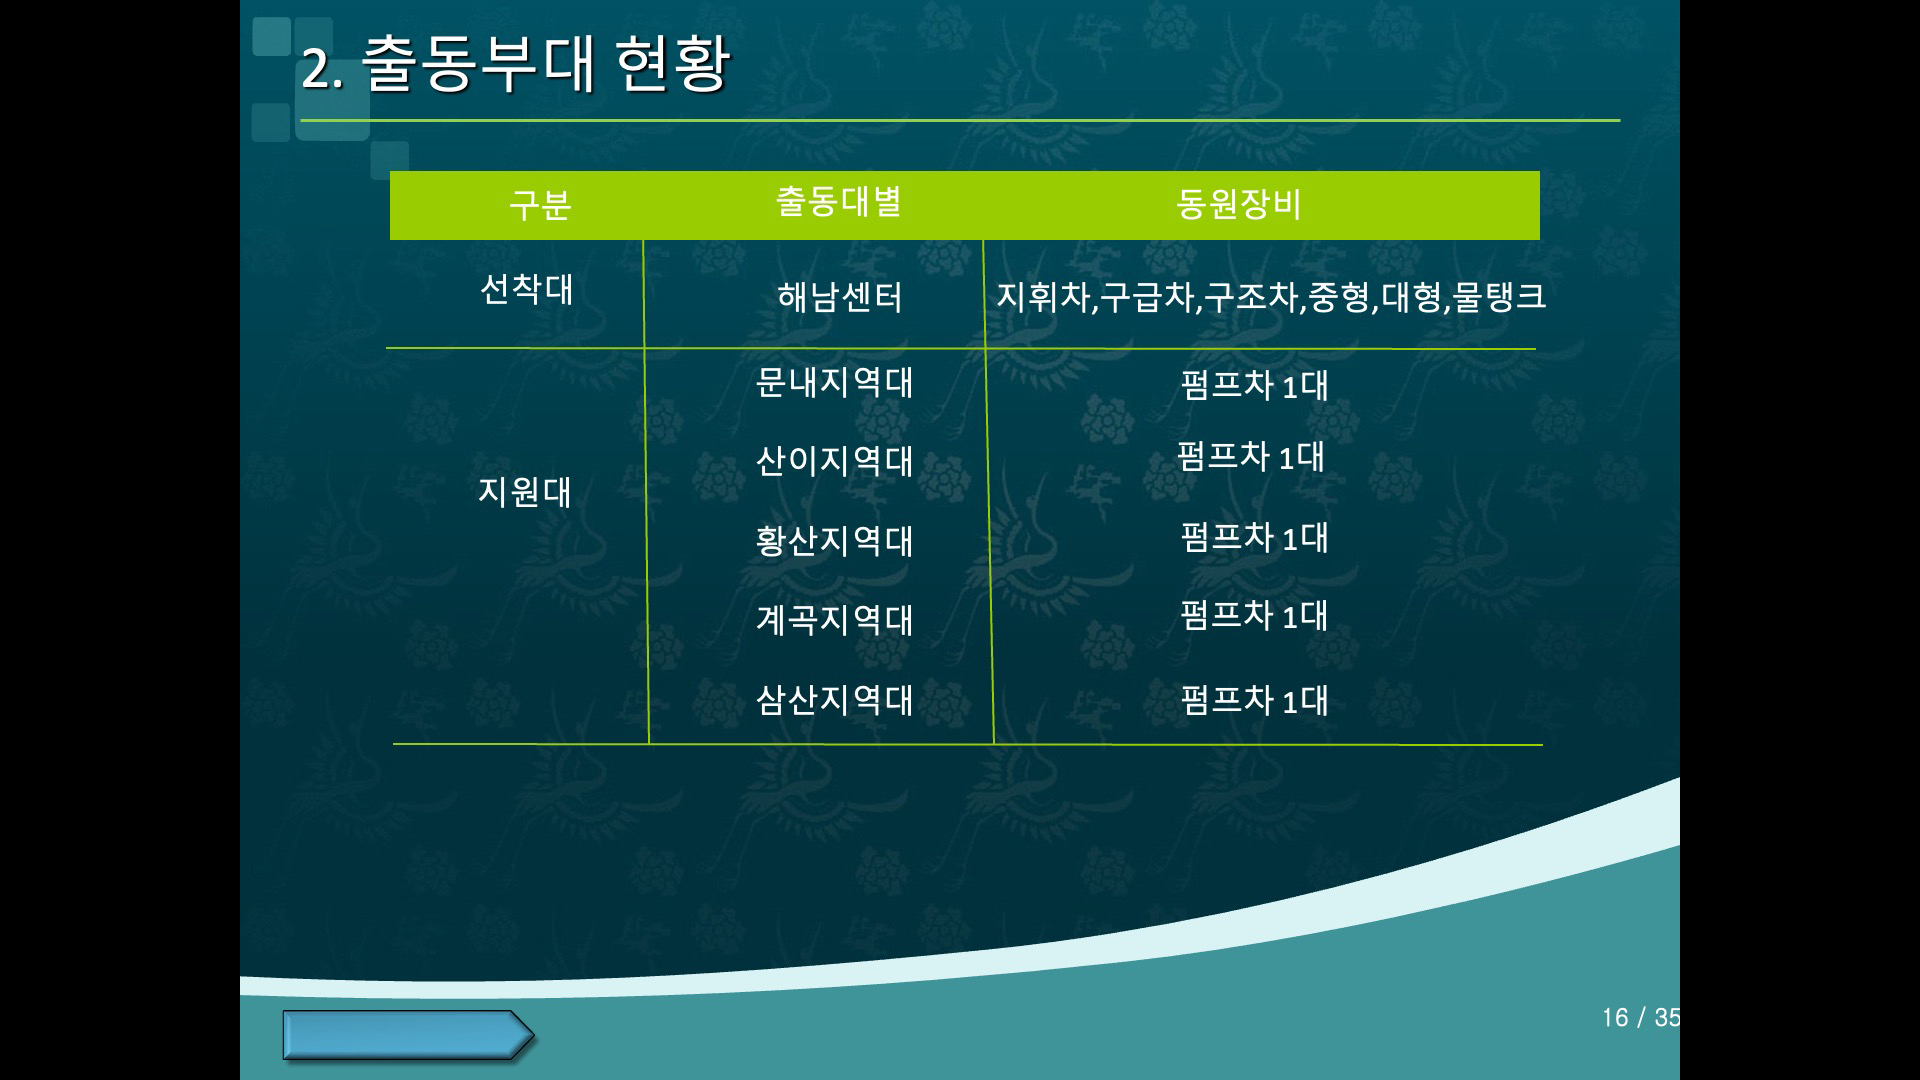 2. 출동부대 현황
구분 출동대별 동원장비
선착대 해남센터 지휘차,구급차,구조차,중형,대형,물탱크
지원대
문내지역대 펌프차 1대
산이지역대 펌프차 1대
황산지역대 펌프차 1대
계곡지역대 펌프차 1대
삼산지역대 펌프차 1대
16 / 35